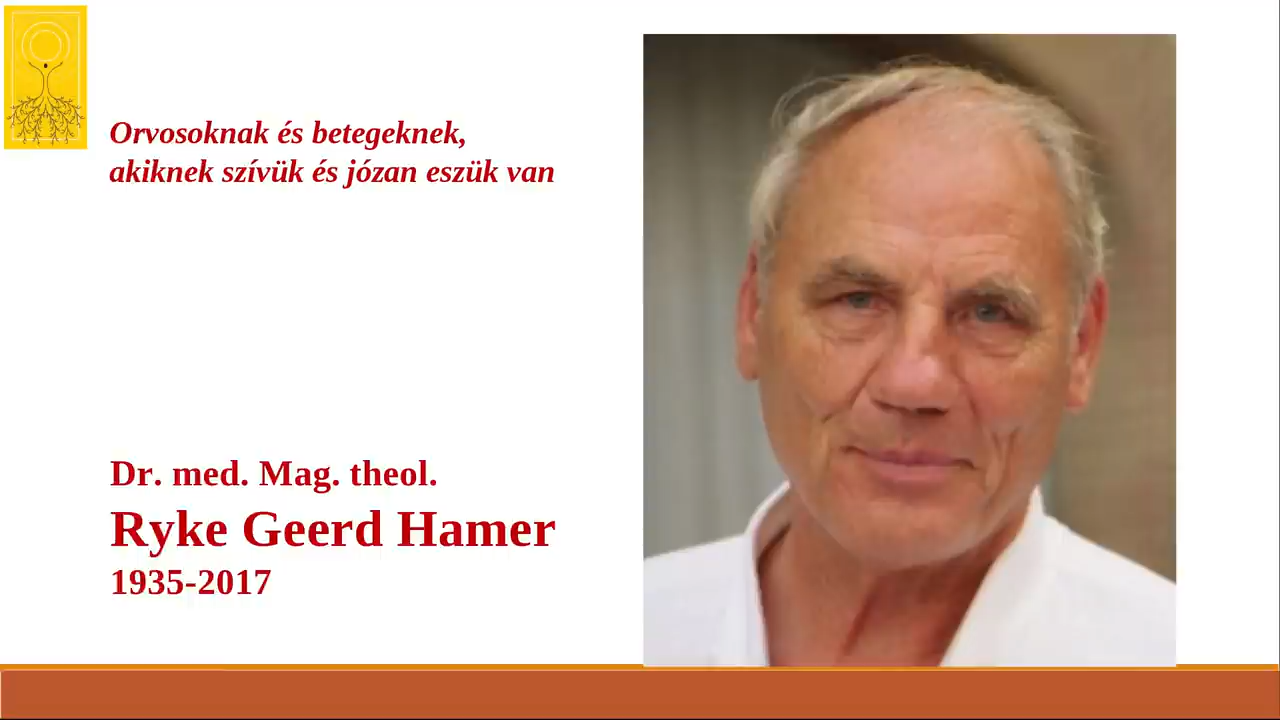 Orvosoknak és betegeknek,
akiknek szívük és józan eszük van
Dr. med. Mag. theol.
Ryke Geerd Hamer
1935-2017